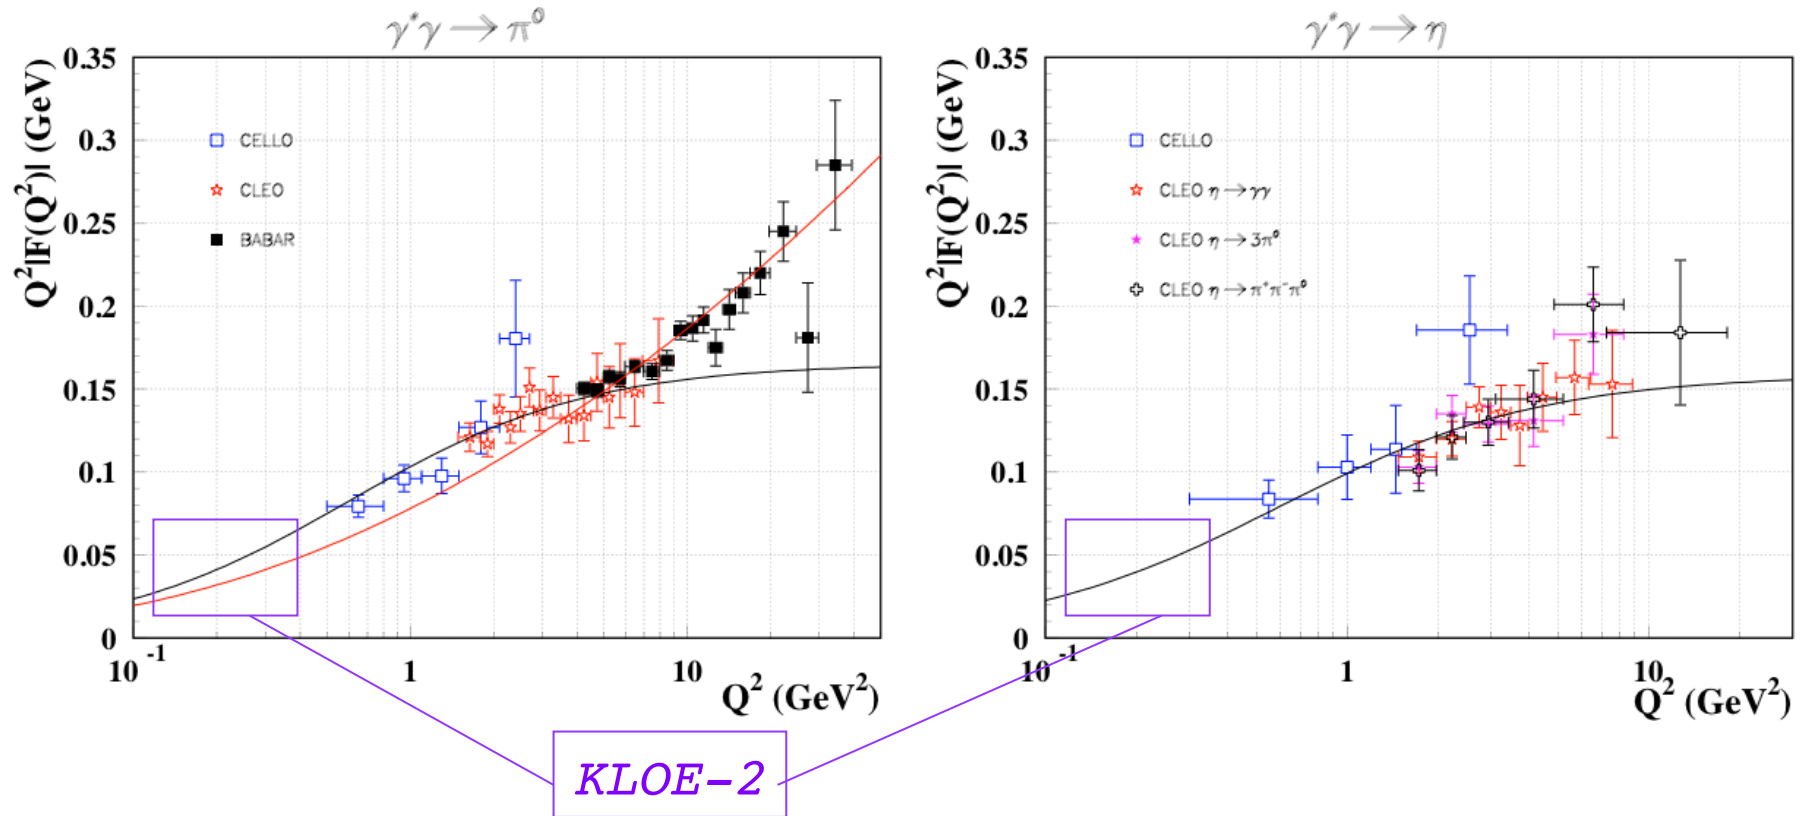 γ*γ → π⁰
Q²|F(Q²)| (GeV)
0.35
0.3
0.25
0.2
0.15
0.1
0.05
0
CELLO
CLEO
BABAR
10⁻¹
1
10
Q² (GeV²)
γ*γ → η
Q²|F(Q²)| (GeV)
0.35
0.3
0.25
0.2
0.15
0.1
0.05
0
CELLO
CLEO η → γγ
CLEO η → 3π⁰
CLEO η → π⁺π⁻π⁰
10⁻¹
1
10
Q² (GeV²)
KLOE-2